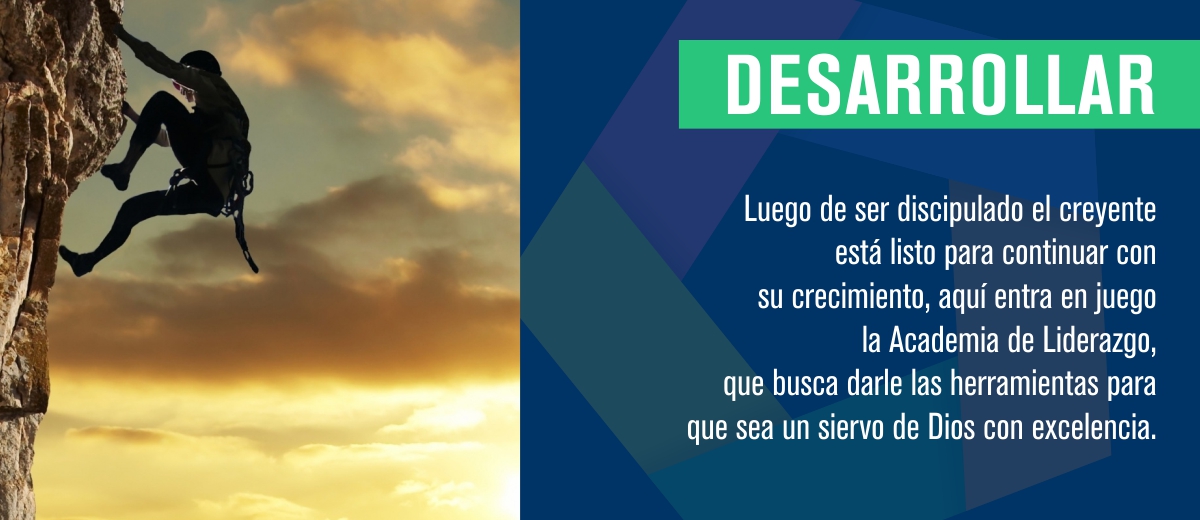 DESARROLLAR
Luego de ser discipulado el creyente
está listo para continuar con
su crecimiento, aquí entra en juego
la Academia de Liderazgo,
que busca darle las herramientas para
que sea un siervo de Dios con excelencia.